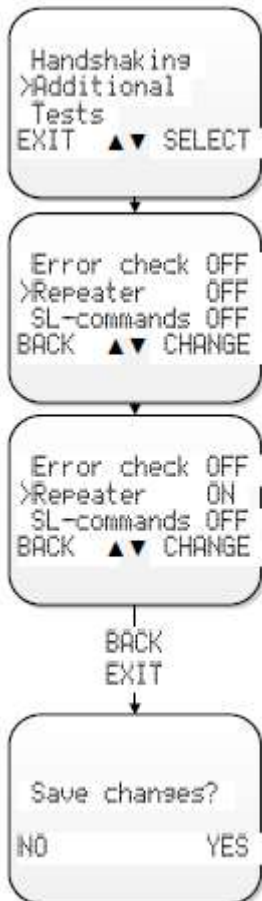 Handshaking
>Additional
Tests
EXIT ▲▼ SELECT
Error check OFF
>Repeater OFF
SL-commands OFF
BACK ▲▼ CHANGE
Error check OFF
>Repeater ON
SL-commands OFF
BACK ▲▼ CHANGE
BACK
EXIT
Save changes?
NO YES